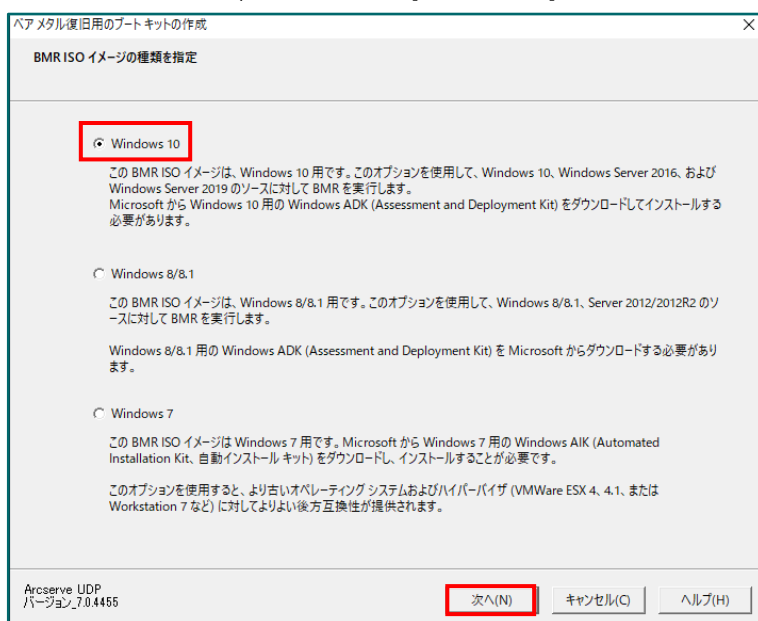 ベア メタル復旧用のブート キットの作成
BMR ISO イメージの種類を指定
Windows 10
この BMR ISO イメージは、Windows 10 用です。このオプションを使用して、Windows 10、Windows Server 2016、および
Windows Server 2019 のソースに対して BMR を実行します。
Microsoft から Windows 10 用の Windows ADK (Assessment and Deployment Kit) をダウンロードしてインストールする
必要があります。
Windows 8/8.1
この BMR ISO イメージは、Windows 8/8.1 用です。このオプションを使用して、Windows 8/8.1、Server 2012/2012R2 のソ
ースに対して BMR を実行します。
Windows 8/8.1 用の Windows ADK (Assessment and Deployment Kit) を Microsoft からダウンロードする必要があり
ます。
Windows 7
この BMR ISO イメージは Windows 7 用です。Microsoft から Windows 7 用の Windows AIK (Automated
Installation Kit、自動インストール キット) をダウンロードし、インストールすることが必要です。
このオプションを使用すると、より古いオペレーティング システムおよびハイパーバイザ (VMWare ESX 4、4.1、または
Workstation 7 など) に対してよりよい後方互換性が提供されます。
Arcserve UDP
バージョン_7.0.4455
次へ(N)
キャンセル(C)
ヘルプ(H)